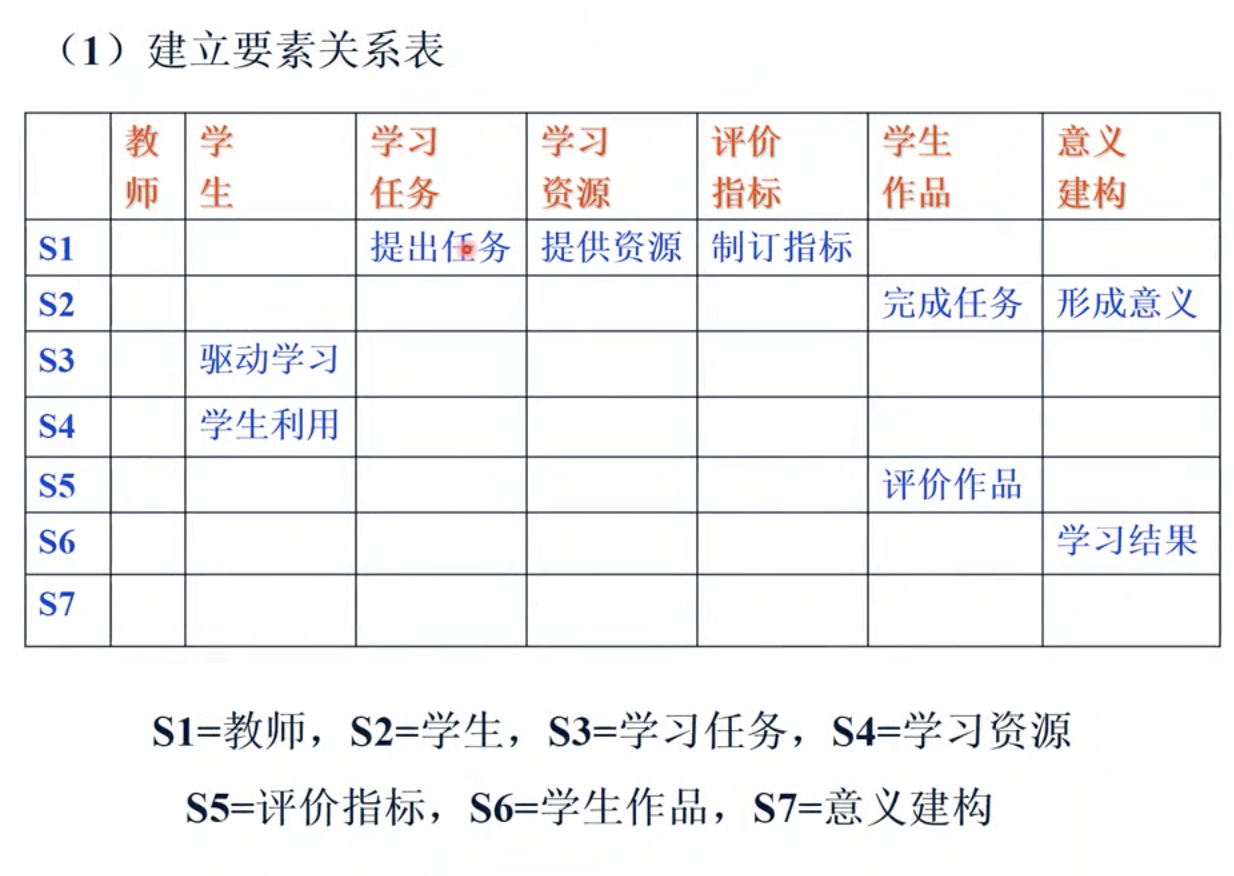 （1）建立要素关系表
教师 学生 学习任务 学习资源 评价指标 学生作品 意义建构
S1 提出任务 提供资源 制订指标
S2 完成任务 形成意义
S3 驱动学习
S4 学生利用
S5 评价作品
S6 学习结果
S7
S1=教师，S2=学生，S3=学习任务，S4=学习资源
S5=评价指标，S6=学生作品，S7=意义建构